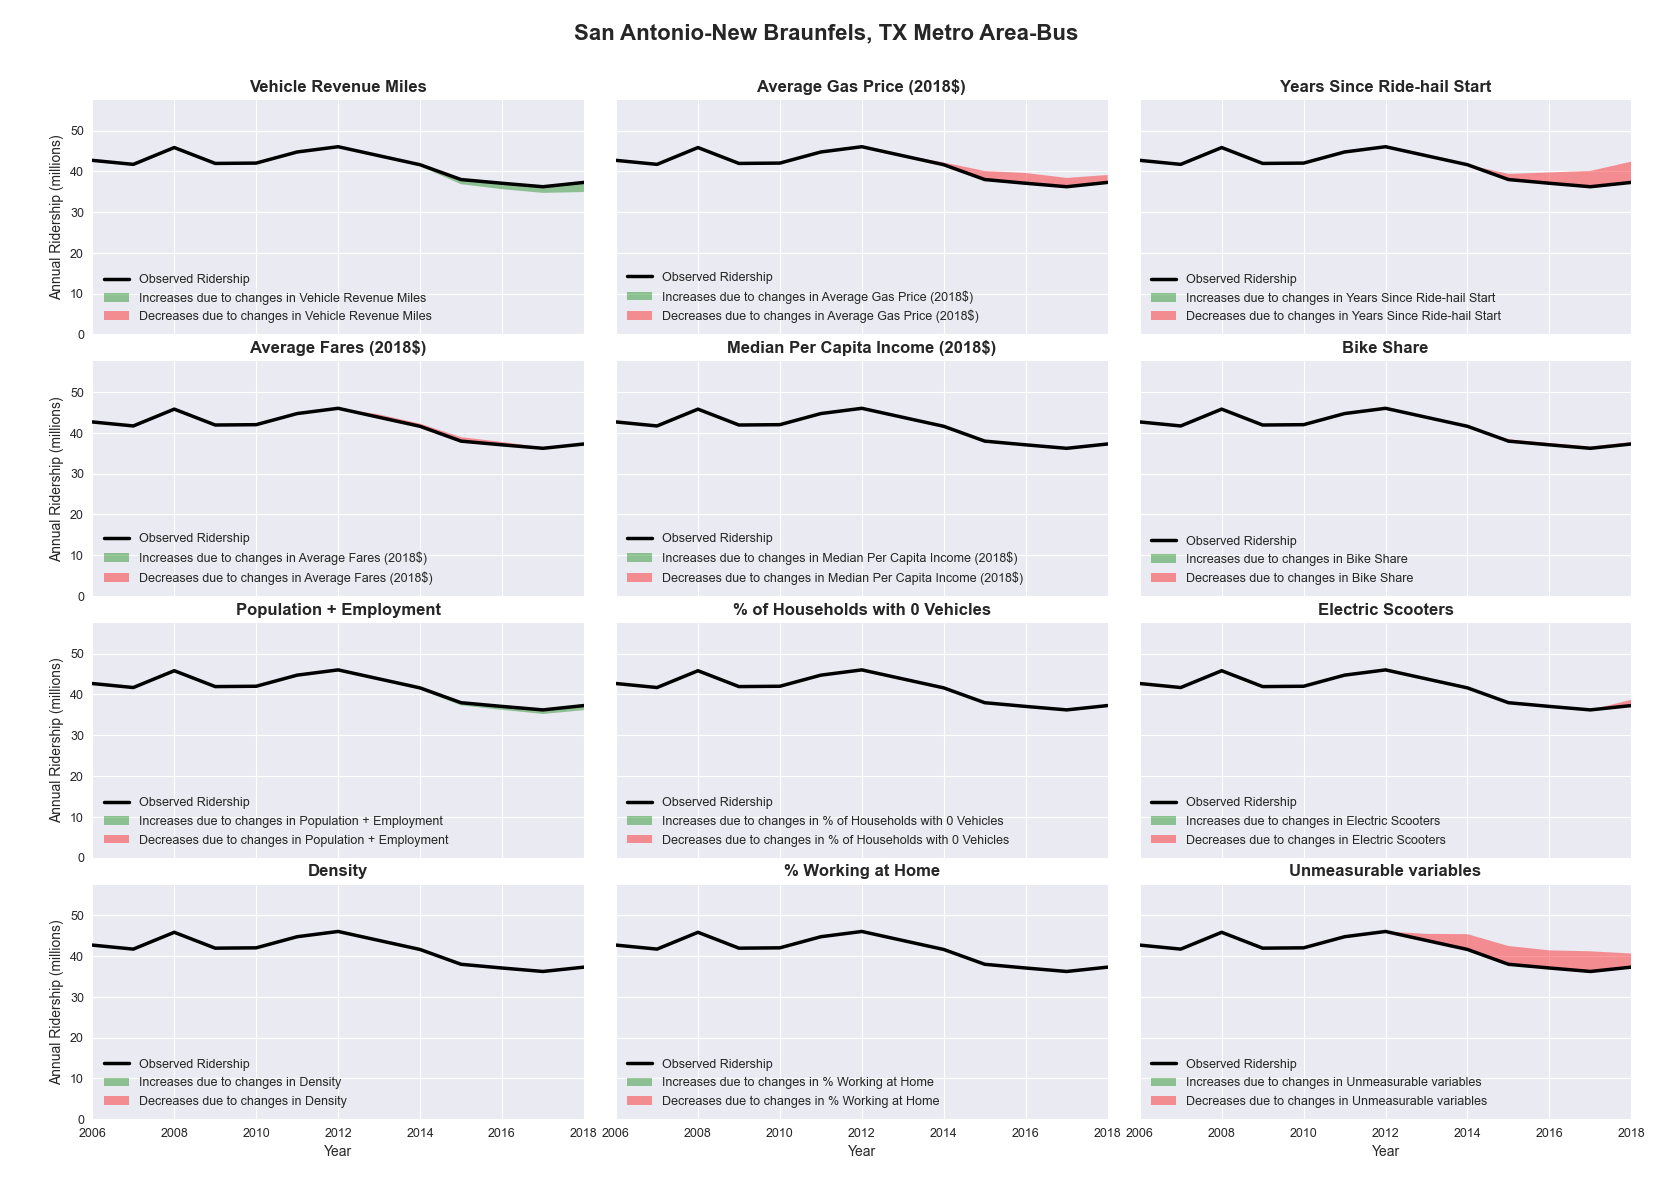 San Antonio-New Braunfels, TX Metro Area-Bus
Vehicle Revenue Miles
Annual Ridership (millions)
50
40
30
20
10
0
Observed Ridership
Increases due to changes in Vehicle Revenue Miles
Decreases due to changes in Vehicle Revenue Miles
Average Gas Price (2018$)
Observed Ridership
Increases due to changes in Average Gas Price (2018$)
Decreases due to changes in Average Gas Price (2018$)
Years Since Ride-hail Start
Observed Ridership
Increases due to changes in Years Since Ride-hail Start
Decreases due to changes in Years Since Ride-hail Start
Average Fares (2018$)
Annual Ridership (millions)
50
40
30
20
10
0
Observed Ridership
Increases due to changes in Average Fares (2018$)
Decreases due to changes in Average Fares (2018$)
Median Per Capita Income (2018$)
Observed Ridership
Increases due to changes in Median Per Capita Income (2018$)
Decreases due to changes in Median Per Capita Income (2018$)
Bike Share
Observed Ridership
Increases due to changes in Bike Share
Decreases due to changes in Bike Share
Population + Employment
Annual Ridership (millions)
50
40
30
20
10
0
Observed Ridership
Increases due to changes in Population + Employment
Decreases due to changes in Population + Employment
% of Households with 0 Vehicles
Observed Ridership
Increases due to changes in % of Households with 0 Vehicles
Decreases due to changes in % of Households with 0 Vehicles
Electric Scooters
Observed Ridership
Increases due to changes in Electric Scooters
Decreases due to changes in Electric Scooters
Density
Annual Ridership (millions)
50
40
30
20
10
0
Observed Ridership
Increases due to changes in Density
Decreases due to changes in Density
2006 2008 2010 2012 2014 2016 2018
Year
% Working at Home
Observed Ridership
Increases due to changes in % Working at Home
Decreases due to changes in % Working at Home
2006 2008 2010 2012 2014 2016 2018
Year
Unmeasurable variables
Observed Ridership
Increases due to changes in Unmeasurable variables
Decreases due to changes in Unmeasurable variables
2006 2008 2010 2012 2014 2016 2018
Year